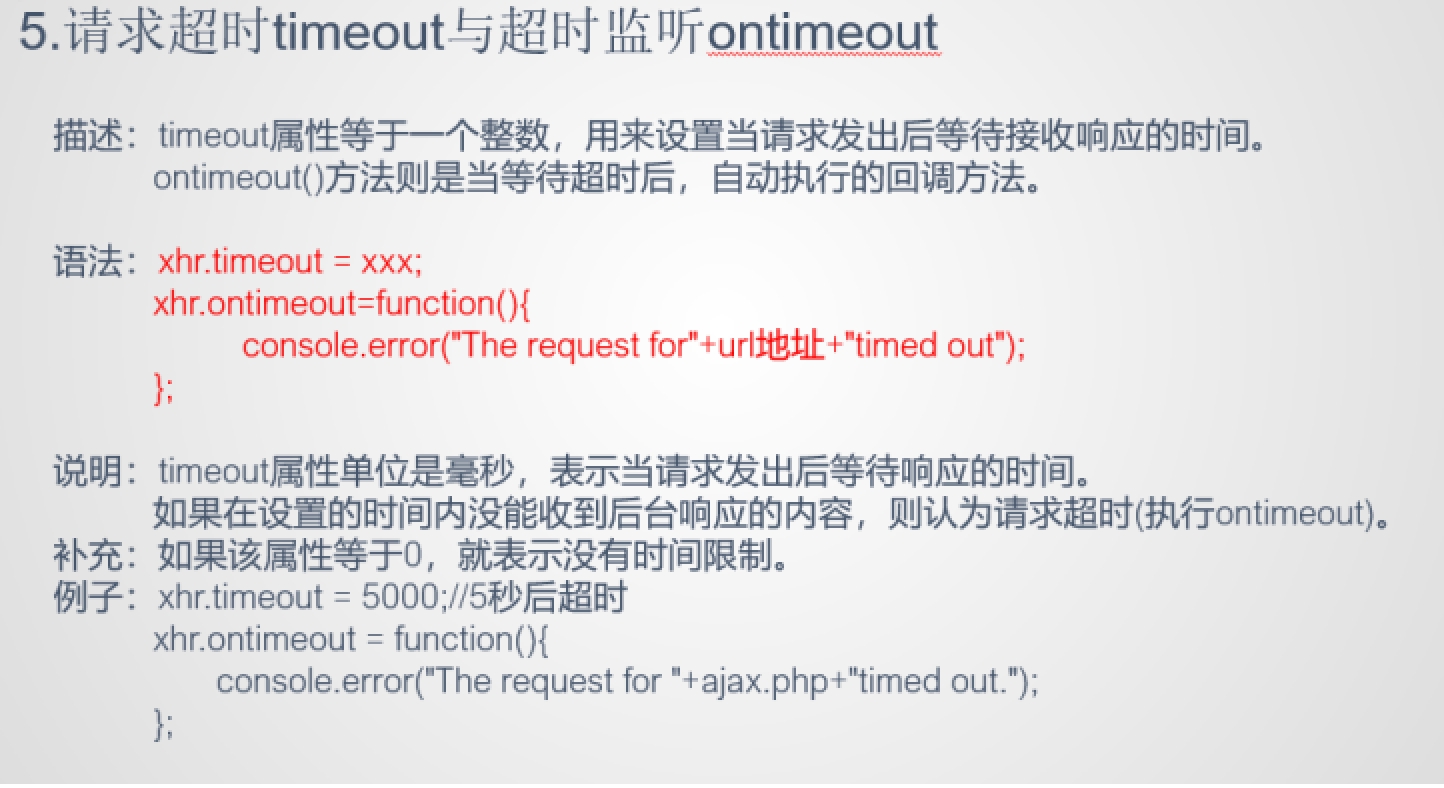 5.请求超时timeout与超时监听ontimeout
描述：timeout属性等于一个整数，用来设置当请求发出后等待接收响应的时间。
ontimeout()方法则是当等待超时后，自动执行的回调方法。
语法：xhr.timeout = xxx;
xhr.ontimeout=function(){
console.error("The request for"+url地址+"timed out");
};
说明：timeout属性单位是毫秒，表示当请求发出后等待响应的时间。
如果在设置的时间内没能收到后台响应的内容，则认为请求超时(执行ontimeout)。
补充：如果该属性等于0，就表示没有时间限制。
例子：xhr.timeout = 5000;//5秒后超时
xhr.ontimeout = function(){
console.error("The request for "+ajax.php+"timed out.");
};